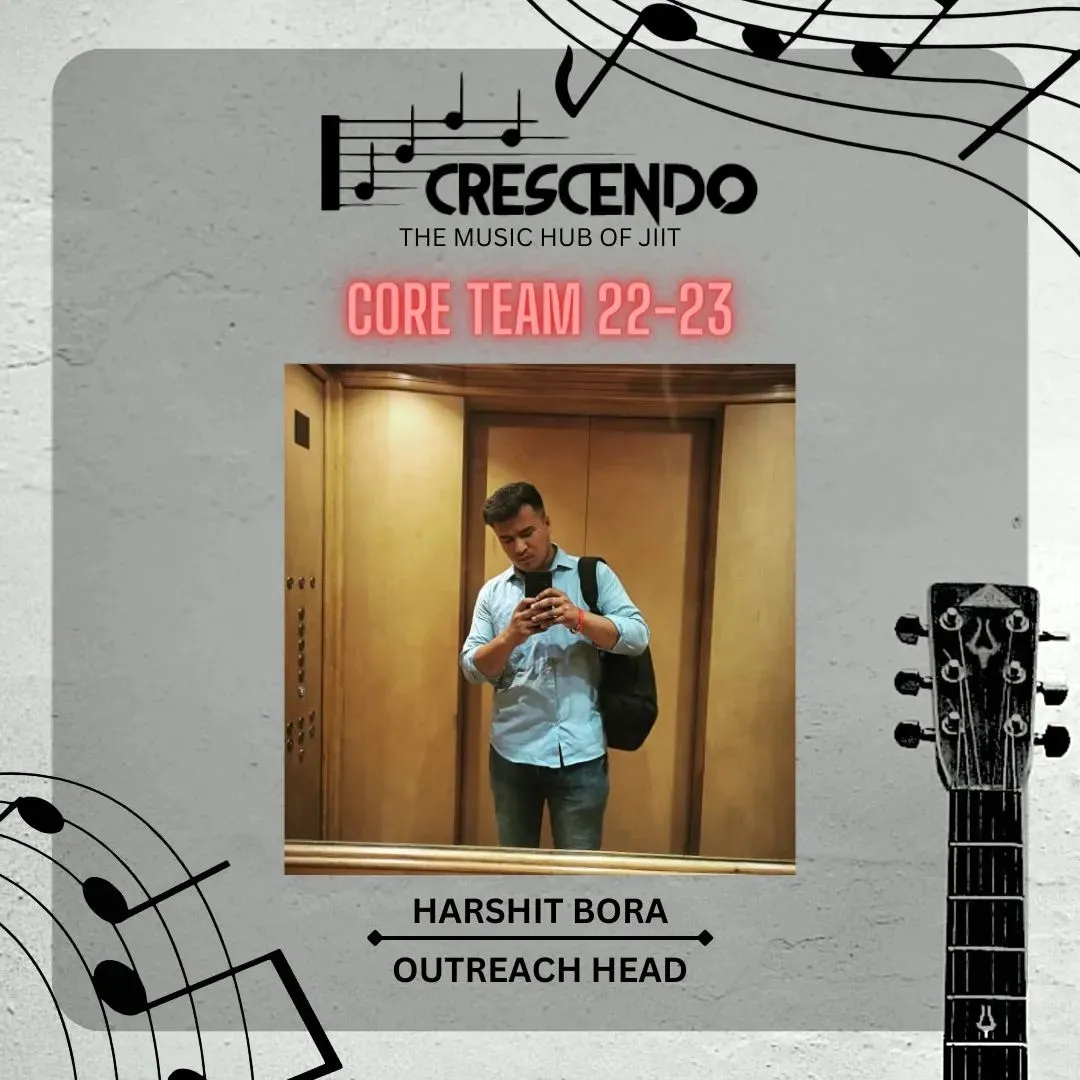 CRESCENDO
THE MUSIC HUB OF JIIT
CORE TEAM 22-23
HARSHIT BORA
OUTREACH HEAD